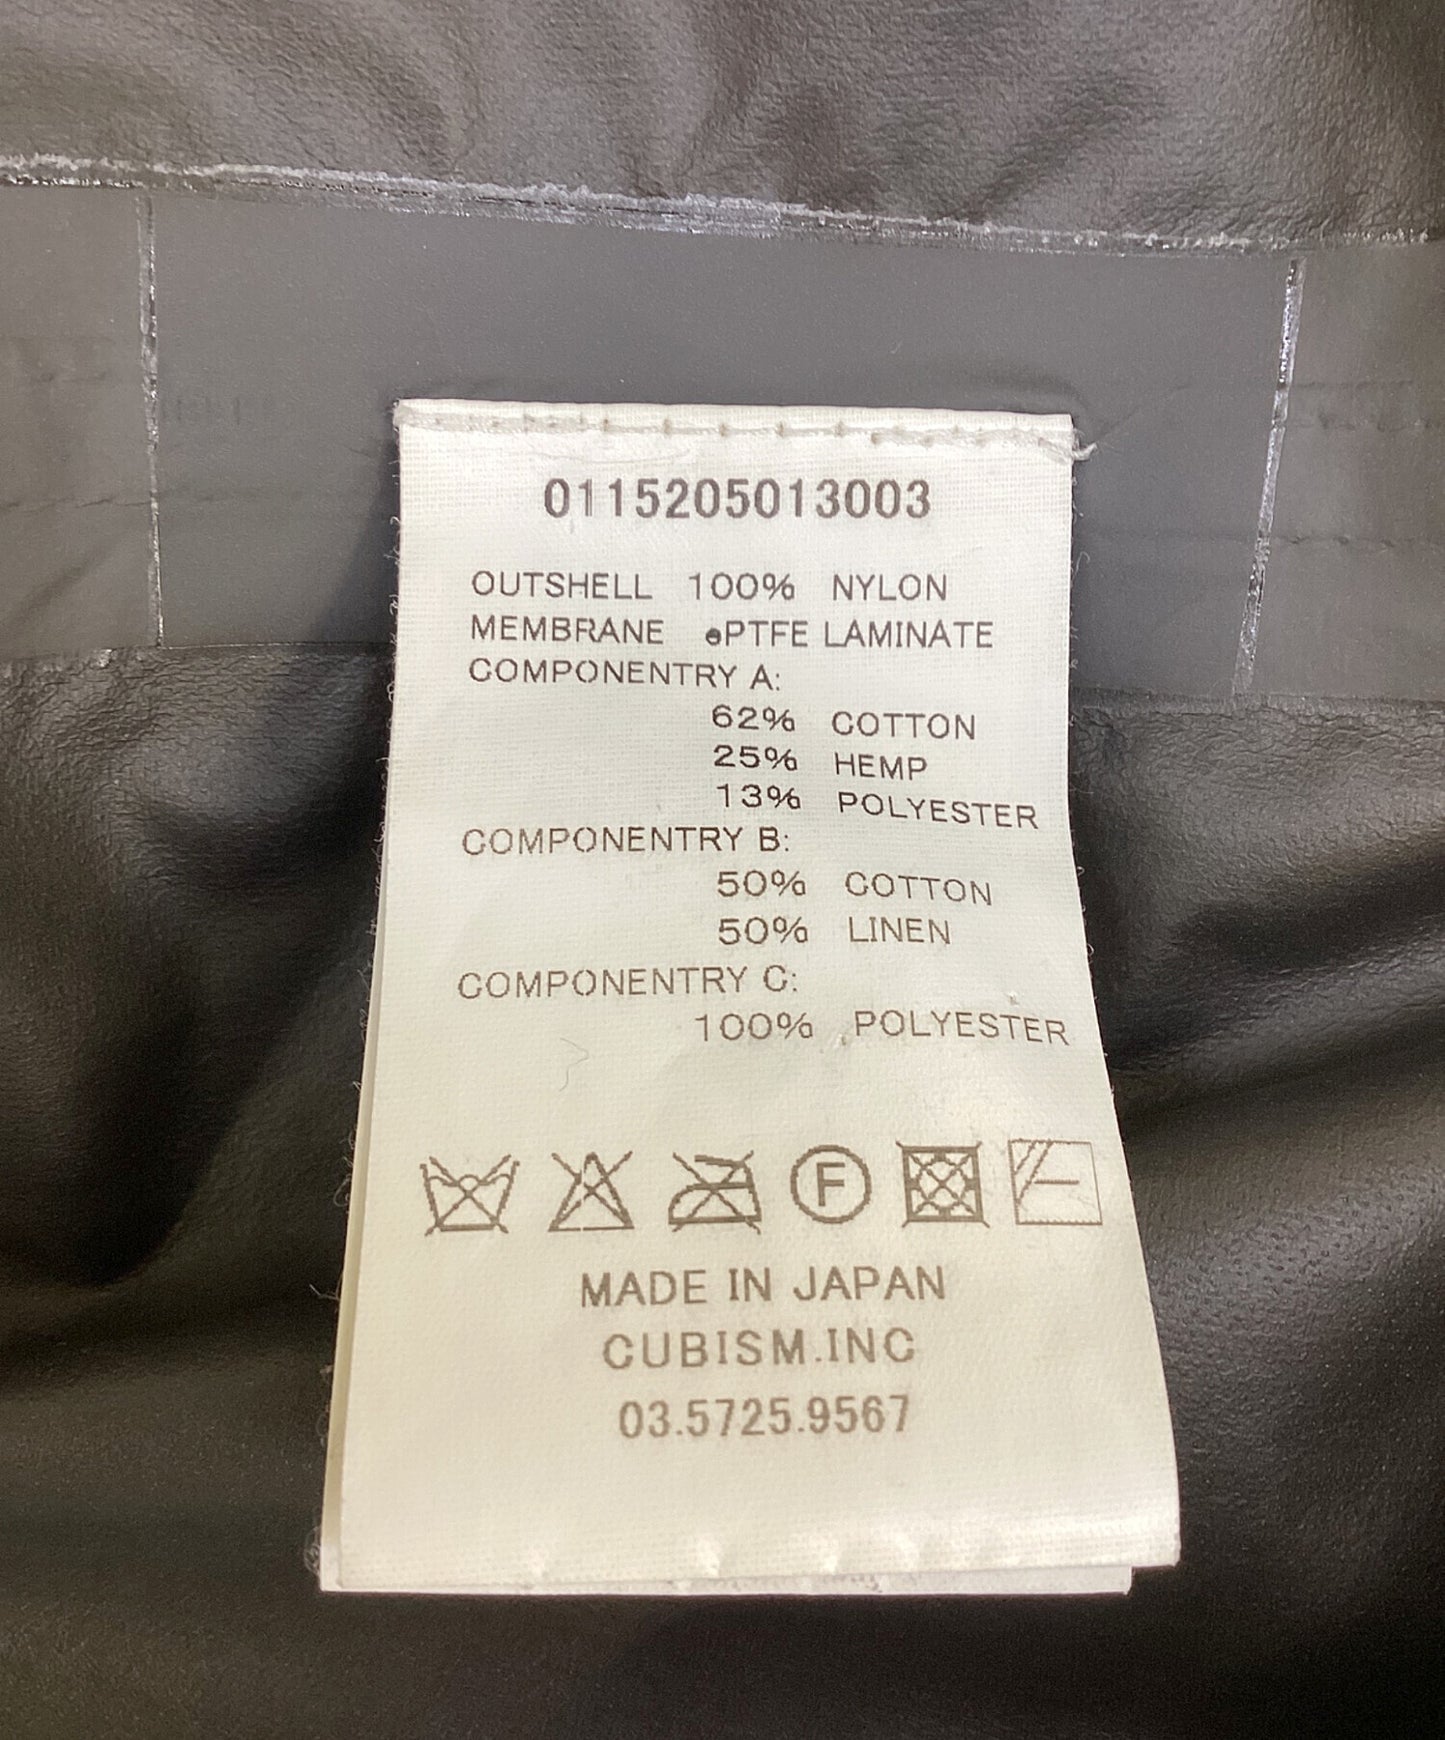 0115205013003
OUTSHELL 100% NYLON
MEMBRANE ePTFE LAMINATE
COMPONENTRY A:
62% COTTON
25% HEMP
13% POLYESTER
COMPONENTRY B:
50% COTTON
50% LINEN
COMPONENTRY C:
100% POLYESTER
F
MADE IN JAPAN
CUBISM.INC
03.5725.9567